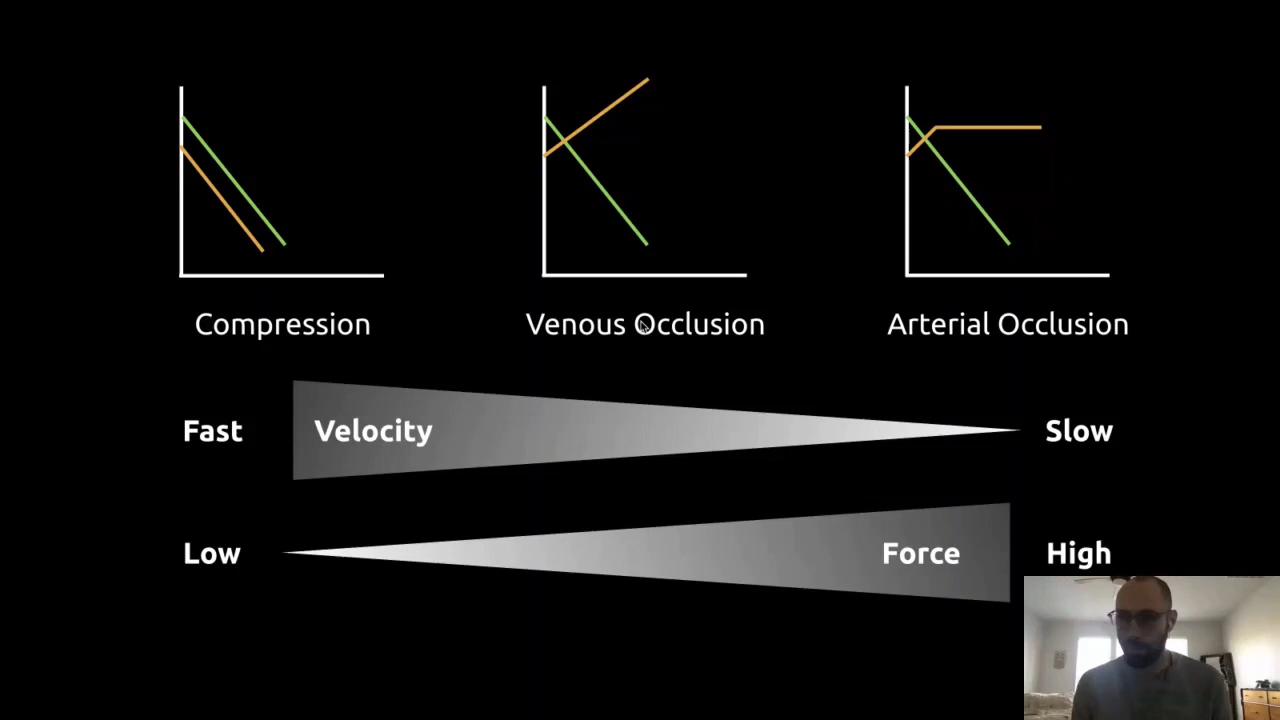 Compression
Venous Occlusion
Arterial Occlusion
Fast
Velocity
Slow
Low
Force
High